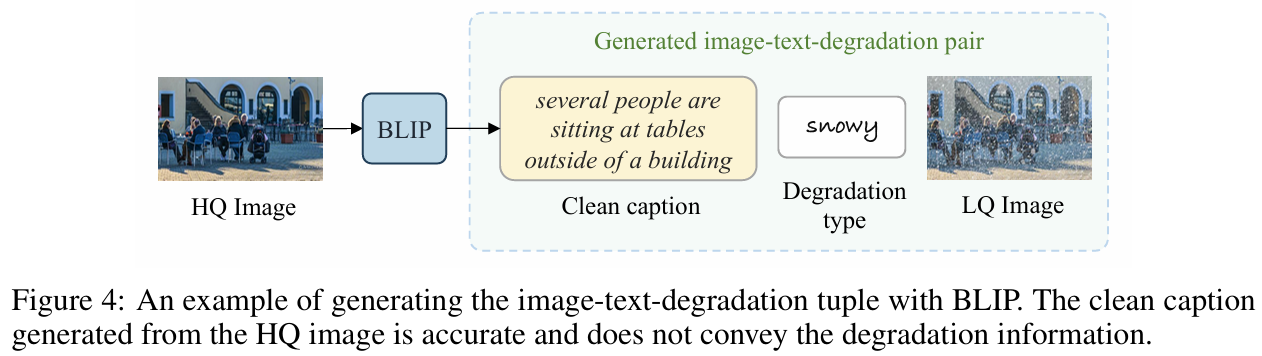 Generated image-text-degradation pair
BLIP
several people are
sitting at tables
outside of a building
snowy
HQ Image
Clean caption
Degradation
type
LQ Image
Figure 4: An example of generating the image-text-degradation tuple with BLIP. The clean caption
generated from the HQ image is accurate and does not convey the degradation information.